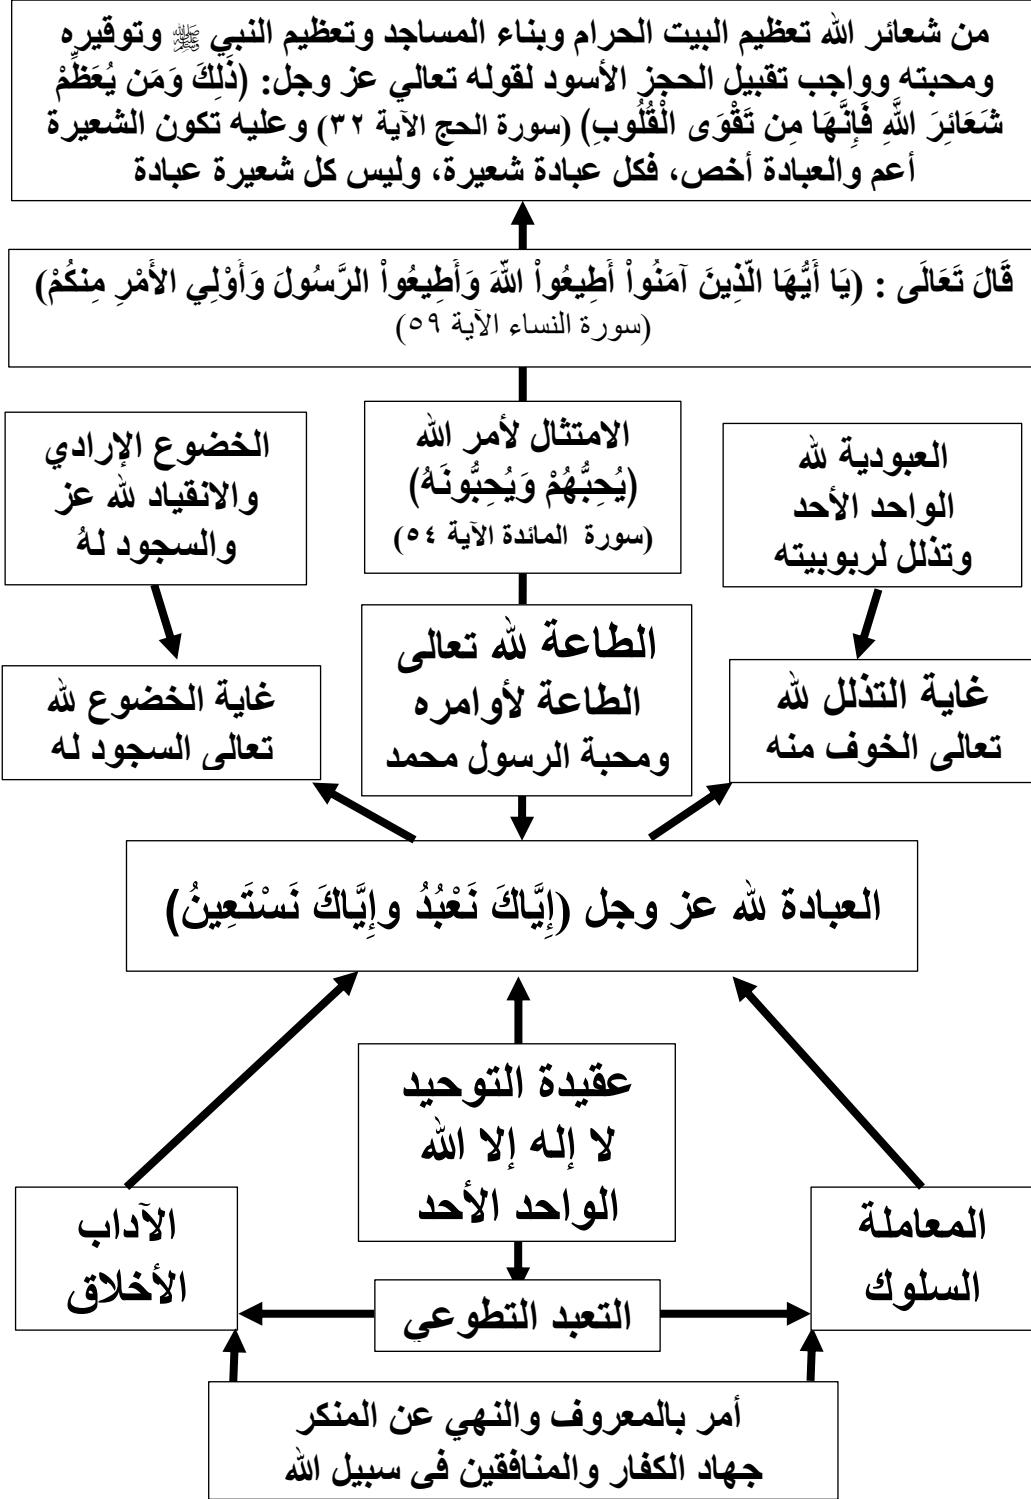 من شعائر الله تعظيم البيت الحرام وبناء المساجد وتعظيم النبي ﷺ وتوقيره
ومحبته وواجب تقبيل الحجز الأسود لقوله تعالي عز وجل: (ذَلِكَ وَمَن يُعَظِّمْ
شَعَائِرَ اللَّهِ فَإِنَّهَا مِن تَقْوَى الْقُلُوبِ) (سورة الحج الآية ٣٢) وعليه تكون الشعيرة
أعم والعبادة أخص، فكل عبادة شعيرة، وليس كل شعيرة عبادة
قَالَ تَعَالَى : (يَا أَيُّهَا الَّذِينَ آمَنُواْ أَطِيعُواْ اللّهَ وَأَطِيعُواْ الرَّسُولَ وَأُوْلِي الأَمْرِ مِنكُمْ)
(سورة النساء الآية ٥٩)
العبودية لله
الواحد الأحد
وتذلل لربوبيته
الامتثال لأمر الله
(يُحِبُّهُمْ وَيُحِبُّونَهُ)
(سورة المائدة الآية ٥٤)
الخضوع الإرادي
والانقياد لله عز
والسجود لهُ
غاية التذلل لله
تعالى الخوف منه
الطاعة لله تعالى
الطاعة لأوامره
ومحبة الرسول محمد
غاية الخضوع لله
تعالى السجود له
العبادة لله عز وجل (إِيَّاكَ نَعْبُدُ وإِيَّاكَ نَسْتَعِينُ)
عقيدة التوحيد
لا إله إلا الله
الواحد الأحد
المعاملة
السلوك
الآداب
الأخلاق
التعبد التطوعي
أمر بالمعروف والنهي عن المنكر
جهاد الكفار والمنافقين فى سبيل الله